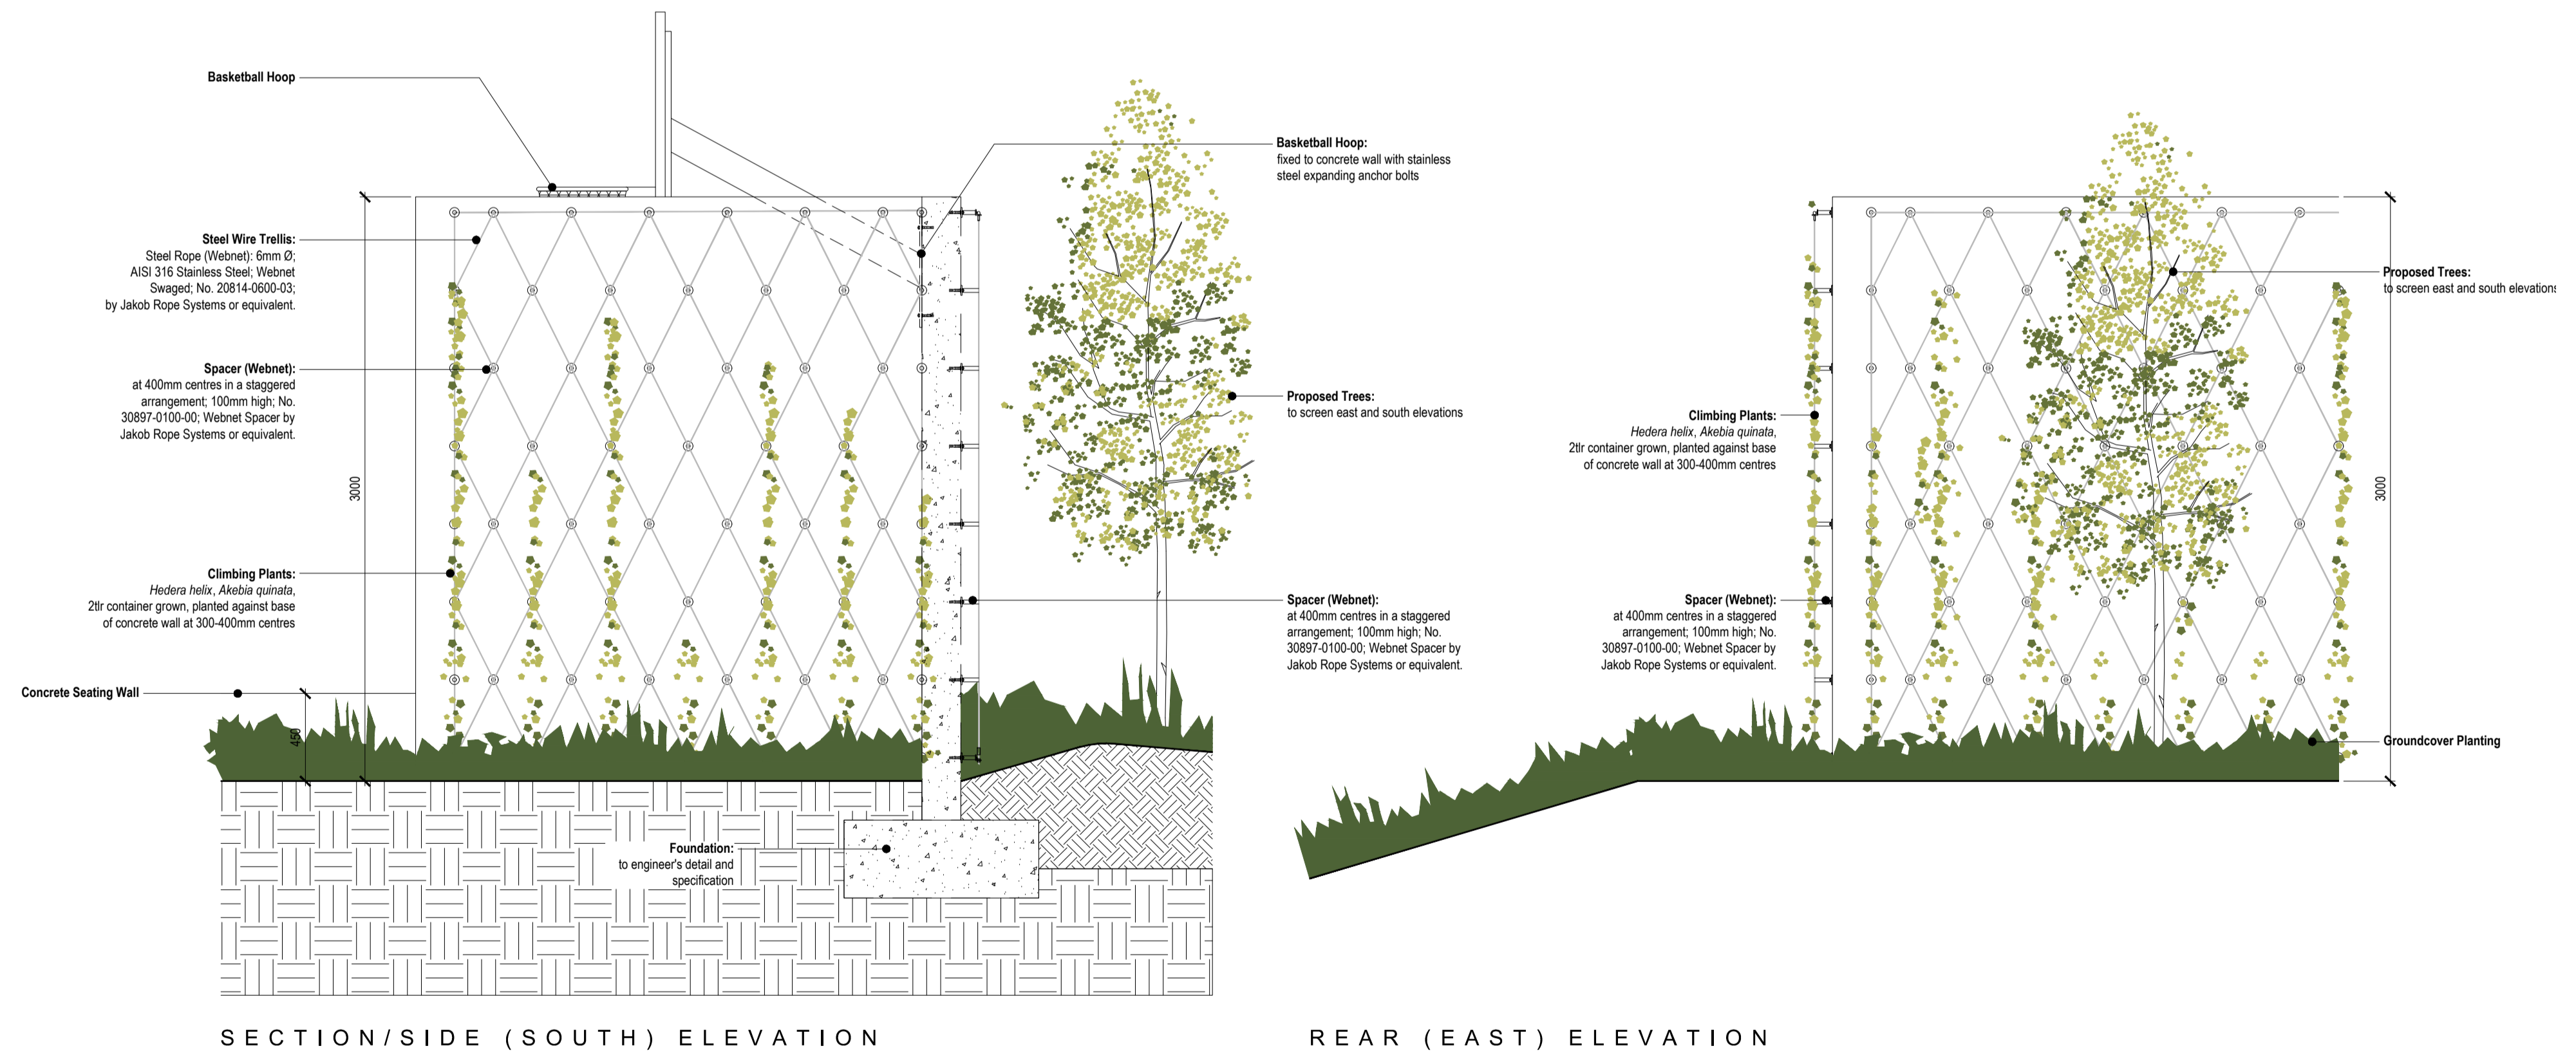 Basketball Hoop
Steel Wire Trellis:
Steel Rope (Webnet): 6mm Ø;
AISI 316 Stainless Steel; Webnet
Swaged; No. 20814-0600-03;
by Jakob Rope Systems or equivalent.
Spacer (Webnet):
at 400mm centres in a staggered
arrangement; 100mm high; No.
30897-0100-00; Webnet Spacer by
Jakob Rope Systems or equivalent.
3000
Climbing Plants:
Hedera helix, Akebia quinata,
2tlr container grown, planted against base
of concrete wall at 300-400mm centres
Concrete Seating Wall
450
Foundation:
to engineer's detail and
specification
Basketball Hoop:
fixed to concrete wall with stainless
steel expanding anchor bolts
Proposed Trees:
to screen east and south elevations
Spacer (Webnet):
at 400mm centres in a staggered
arrangement; 100mm high; No.
30897-0100-00; Webnet Spacer by
Jakob Rope Systems or equivalent.
SECTION/SIDE (SOUTH) ELEVATION
Climbing Plants:
Hedera helix, Akebia quinata,
2tlr container grown, planted against base
of concrete wall at 300-400mm centres
Spacer (Webnet):
at 400mm centres in a staggered
arrangement; 100mm high; No.
30897-0100-00; Webnet Spacer by
Jakob Rope Systems or equivalent.
Proposed Trees:
to screen east and south elevations
3000
Groundcover Planting
REAR (EAST) ELEVATION